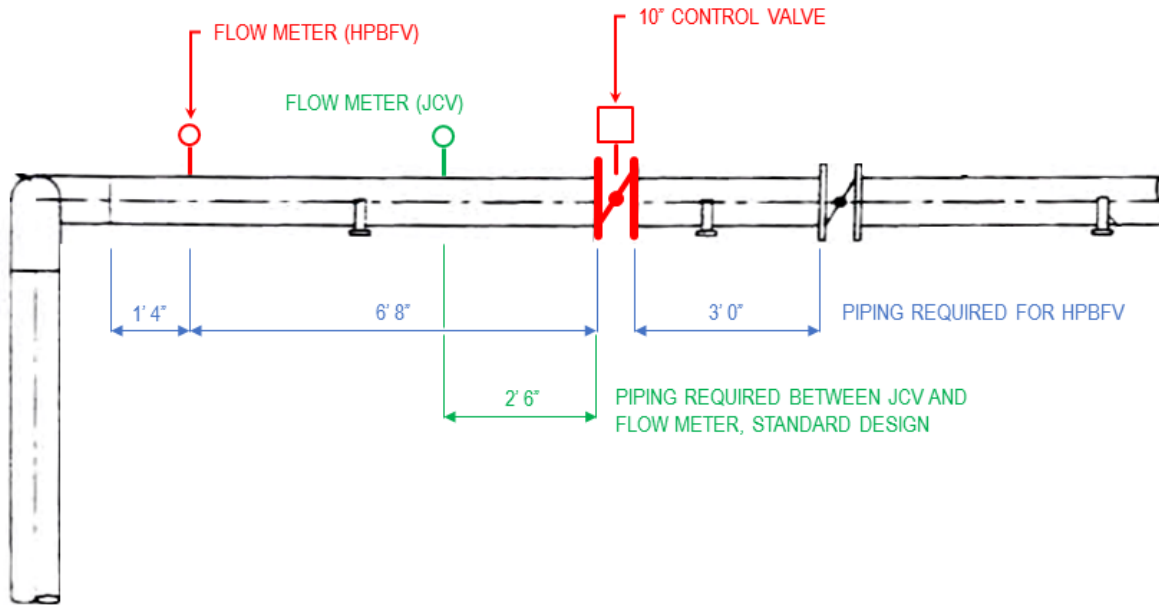 10” CONTROL VALVE
FLOW METER (HPBFV)
FLOW METER (JCV)
1’ 4”
6’ 8”
3’ 0”
PIPING REQUIRED FOR HPBFV
2’ 6”
PIPING REQUIRED BETWEEN JCV AND
FLOW METER, STANDARD DESIGN